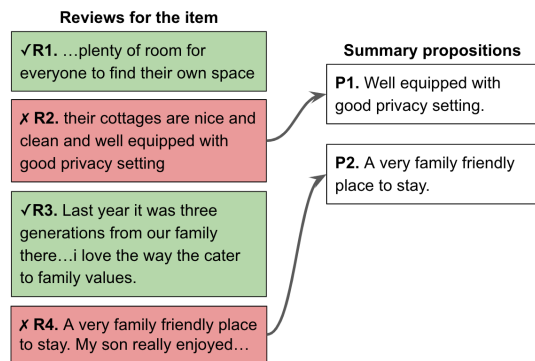 Reviews for the item
✓R1. …plenty of room for
everyone to find their own space
✗ R2. their cottages are nice and
clean and well equipped with
good privacy setting
✓R3. Last year it was three
generations from our family
there…i love the way the cater
to family values.
✗ R4. A very family friendly place
to stay. My son really enjoyed…
Summary propositions
P1. Well equipped with
good privacy setting.
P2. A very family friendly
place to stay.